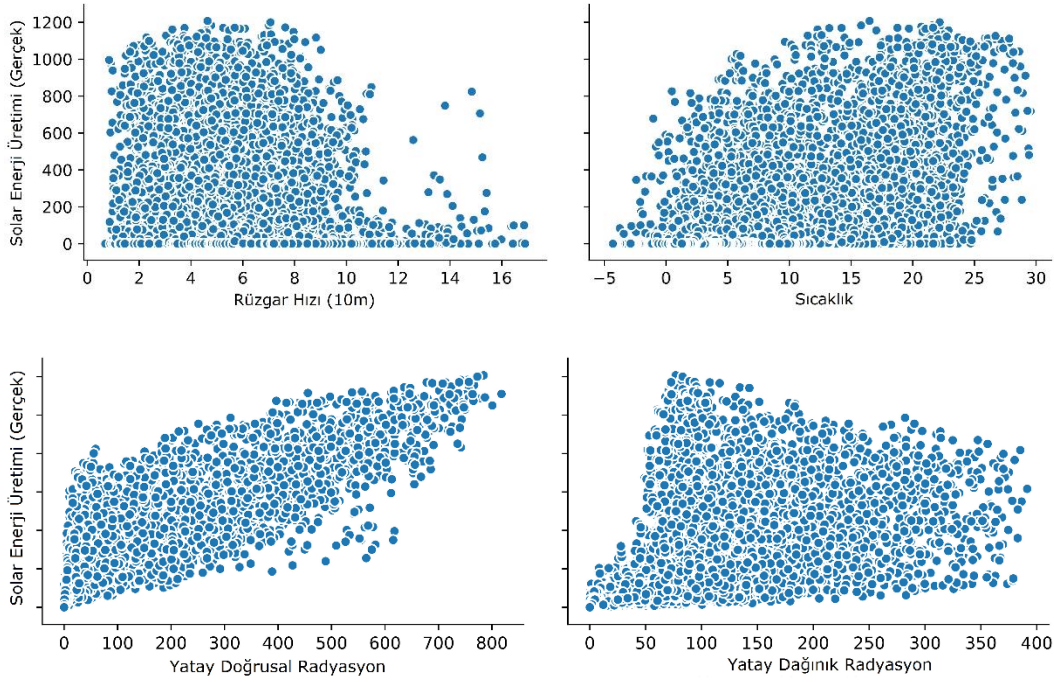 Solar Enerji Üretimi (Gerçek)
1200
1000
800
600
400
200
0
0 2 4 6 8 10 12 14 16
Rüzgar Hızı (10m)
−5 0 5 10 15 20 25 30
Sıcaklık
Solar Enerji Üretimi (Gerçek)
0 100 200 300 400 500 600 700 800
Yatay Doğrusal Radyasyon
0 50 100 150 200 250 300 350 400
Yatay Dağınık Radyasyon